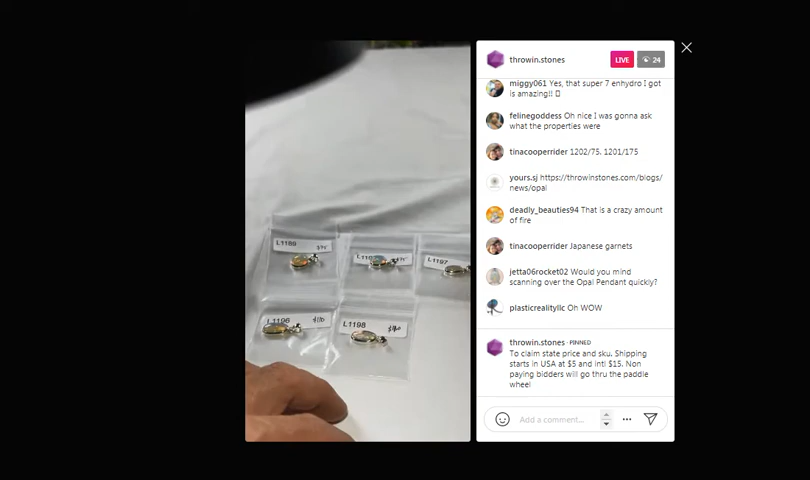 throwin.stones
LIVE
24
miggy061 Yes, that super 7 enhydro I got
is amazing!!
felinegoddess Oh nice I was gonna ask
what the properties were
tinacooperrider 1202/75. 1201/175
yours.sj https://throwinstones.com/blogs/
news/opal
deadly_beauties94 That is a crazy amount
of fire
tinacooperrider Japanese garnets
jetta06rocket02 Would you mind
scanning over the Opal Pendant quickly?
plasticrealityllc Oh WOW
throwin.stones · PINNED
To claim state price and sku. Shipping
starts in USA at $5 and intl $15. Non
paying bidders will go thru the paddle
wheel
Add a comment...
L1188
L1197
L1196
L1198